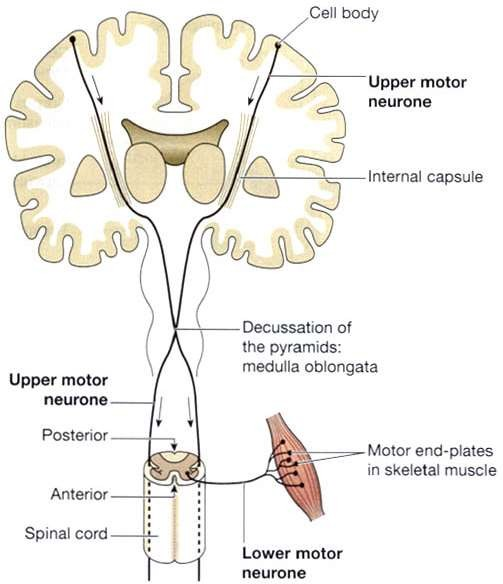 Cell body
Upper motor
neurone
Internal capsule
Decussation of
the pyramids:
medulla oblongata
Upper motor
neurone
Posterior
Motor end-plates
in skeletal muscle
Anterior
Spinal cord
Lower motor
neurone